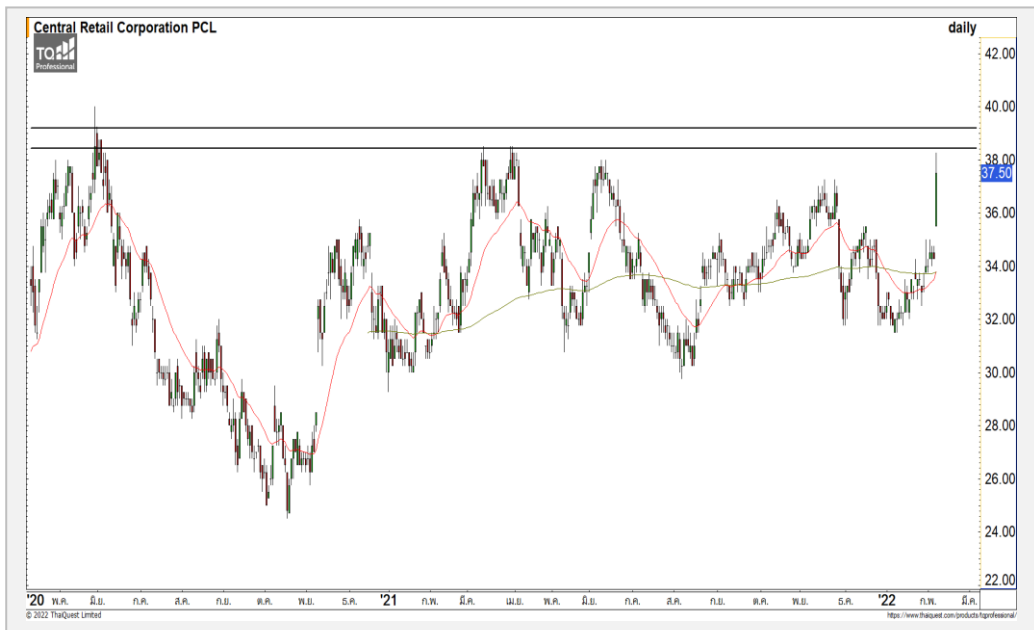 Central Retail Corporation PCL
daily
TQ
Professional
42.00
40.00
38.00
37.50
36.00
34.00
32.00
30.00
28.00
26.00
24.00
22.00
'20 พ.ค. มิ.ย. ก.ค. ส.ค. ก.ย. ต.ค. พ.ย. ธ.ค. '21 ก.พ. มี.ค. เม.ย. พ.ค. มิ.ย. ก.ค. ส.ค. ก.ย. ต.ค. พ.ย. ธ.ค. '22 ก.พ. มี.ค.
© 2022 ThaiQuest Limited
https://www.thaiquest.com/products/tqprofessional/